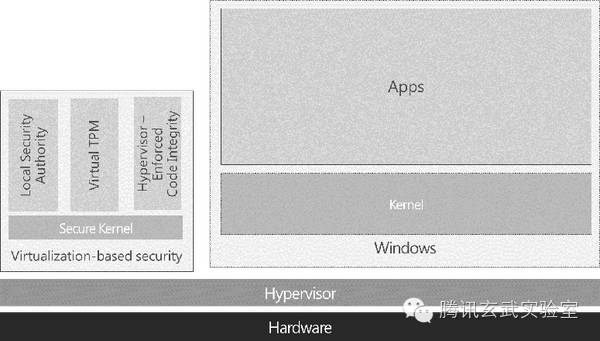 Local Security
Authority
Virtual TPM
Hypervisor –
Enforced
Code Integrity
Secure Kernel
Virtualization-based security
Apps
Kernel
Windows
Hypervisor
腾讯玄武实验室
Hardware